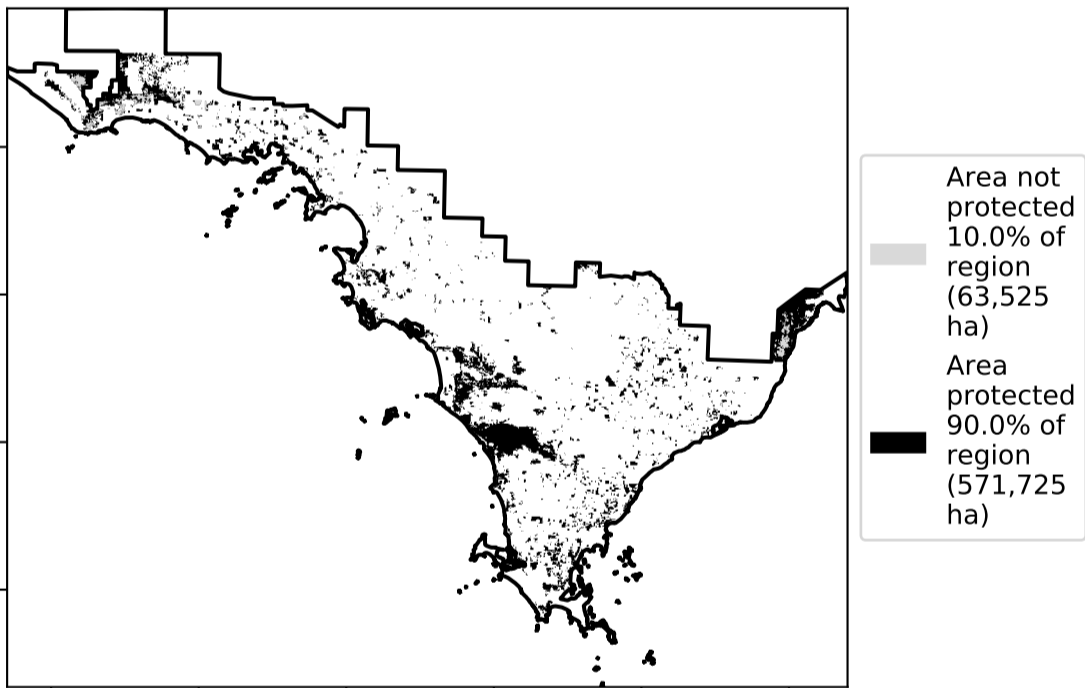 Area not
protected
10.0% of
region
(63,525
ha)
Area
protected
90.0% of
region
(571,725
ha)